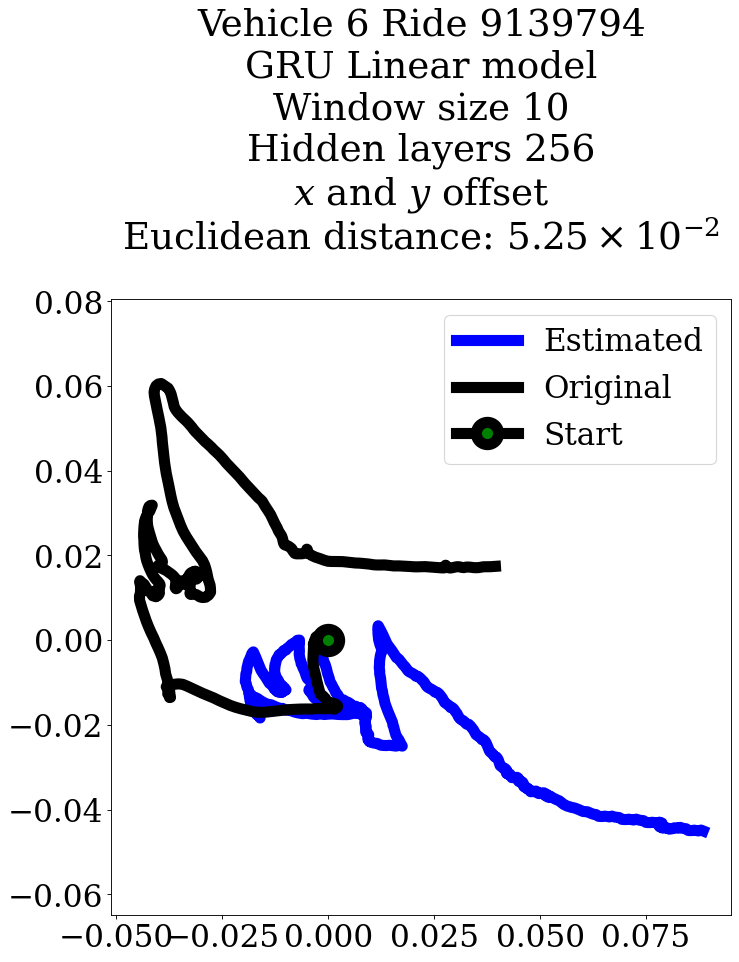 Vehicle 6 Ride 9139794
GRU Linear model
Window size 10
Hidden layers 256
x and y offset
Euclidean distance: 5.25 × 10⁻²
Estimated
Original
Start
0.08
0.06
0.04
0.02
0.00
−0.02
−0.04
−0.06
−0.050 −0.025 0.000 0.025 0.050 0.075